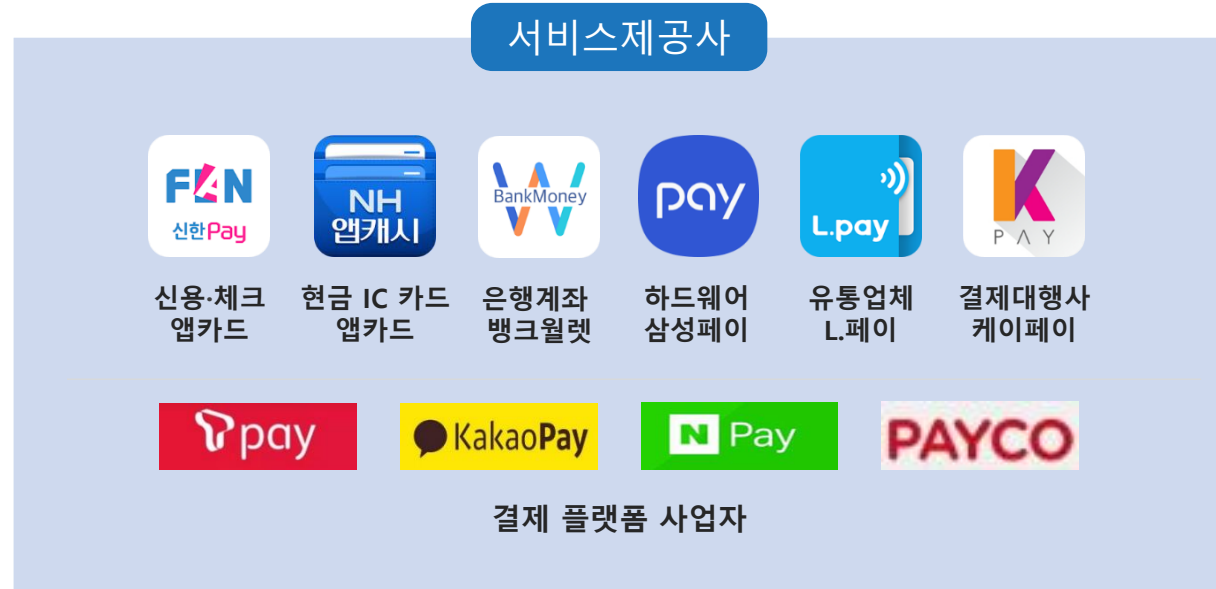 서비스제공사
FAN
신한Pay
NH
앱캐시
BankMoney
pay
L.pay
K
PAY
신용·체크
앱카드
현금 IC 카드
앱카드
은행계좌
뱅크월렛
하드웨어
삼성페이
유통업체
L.페이
결제대행사
케이페이
T pay
KakaoPay
N Pay
PAYCO
결제 플랫폼 사업자